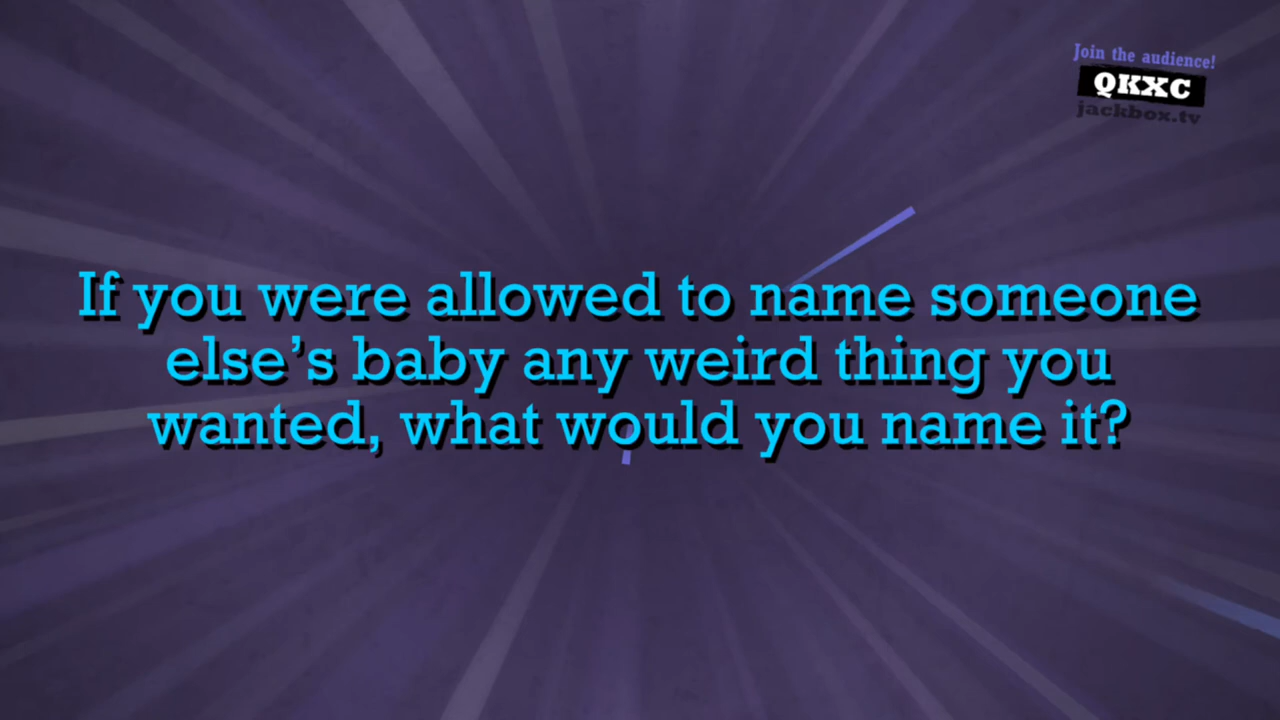 Join the audience!
QKXC
jackbox.tv
If you were allowed to name someone
else’s baby any weird thing you
wanted, what would you name it?